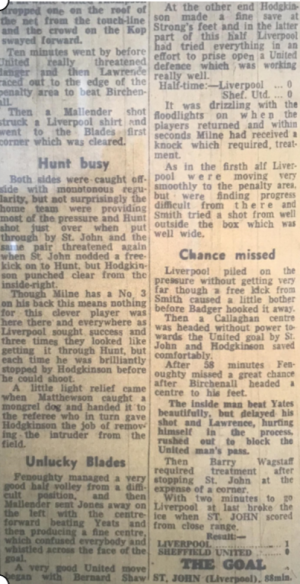 dropped one on the roof of
the net from the touch-line
and the crowd on the Kop
swayed forward.
Ten minutes went by before
United really threatened
danger and then Lawrence
raced out to the edge of the
penalty area to beat Birchen-
all.
Then a Mallender shot
struck a Liverpool shirt and
went to the Blades first
corner which was cleared.
Hunt busy
Both sides were caught off-
side with monotonous regu-
larity, but not surprisingly the
home team were providing
most of the pressure and Hunt
shot just over when put
through by St. John and the
same pair threatened again
when St. John nodded a free-
kick on to Hunt, but Hodgkin-
son punched clear from the
inside-right.
Though Milne has a No 3
on his back this means nothing
for this clever player was
here there and everywhere as
Liverpool sought success and
three times they looked like
getting it through Hunt, but
each time he was brilliantly
stopped by Hodgkinson before
he could shoot.
A little light relief came
when Matthewson caught a
mongrel dog and handed it to
the referee who in turn gave
Hodgkinson the job of remov-
ing the intruder from the
field.
Unlucky Blades
Fenoughty managed a very
good half volley from a diffi-
cult position, and then
Mallender sent Jones away on
the left with the centre-
forward beating Yeats and
then producing a fine centre,
which confused everybody and
whistled across the face of the
goal.
A very good United move
began with Bernard Shaw
At the other end Hodgkin-
son made a fine save a
Strong's feet and in the latter
part of this half Liverpool
had tried everything in an
effort to prise open a United
defence which was working
really well.
Half-time:—Liverpool ... 0
Shef. Utd. ... 0
It was drizzling with the
floodlights on when the
players returned and within
seconds Milne had received a
knock which required treat-
ment.
As in the firsth alf Liver-
pool were moving very
smoothly to the penalty area,
but were finding progress
difficult from there and
Smith tried a shot from well
outside the box which was
well wide.
Chance missed
Liverpool piled on the
pressure without getting very
far though a free kick from
Smith caused a little bother
before Badger hooked it away.
Then a Callaghan centre
was headed without power to-
wards the United goal by St.
John and Hodgkinson saved
comfortably.
After 58 minutes Fen-
oughty missed a great chance
after Birchenall headed a
centre to his feet.
The inside man beat Yates
beautifully, but delayed his
shot and Lawrence, hurting
himself in the process,
rushed out to block the
United man's pass.
Then Barry Wagstaff
required treatment after
stopping St. John at the
expense of a corner.
With two minutes to go
Liverpool at last broke the
ice when ST. JOHN scored
from close range.
Result:—
LIVERPOOL ... 1
SHEFFIELD UNITED ... 0
THE GOAL
ST. JOHN (Liverpool), 88min.